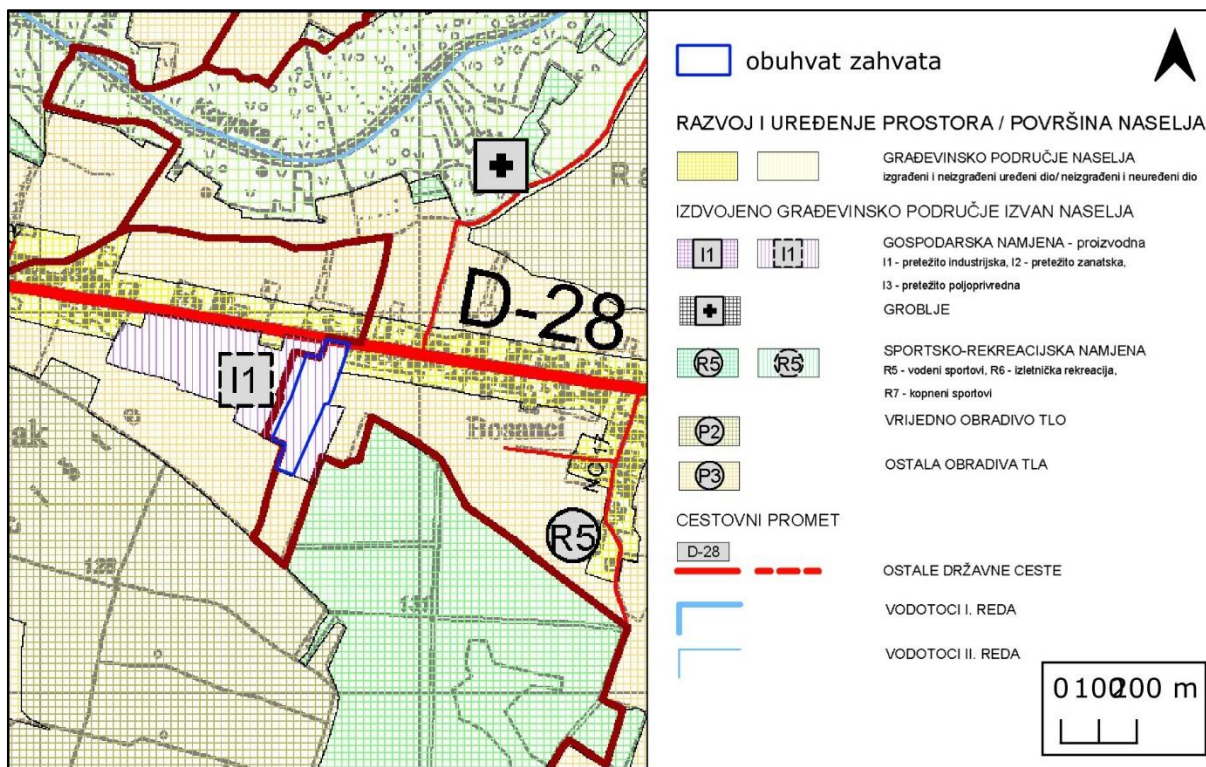 I1
D-28
R5
obuhvat zahvata
RAZVOJ I UREĐENJE PROSTORA / POVRŠINA NASELJA
GRAĐEVINSKO PODRUČJE NASELJA
izgrađeni i neizgrađeni uređeni dio/ neizgrađeni i neuređeni dio
IZDVOJENO GRAĐEVINSKO PODRUČJE IZVAN NASELJA
I1
I1
GOSPODARSKA NAMJENA - proizvodna
I1 - pretežito industrijska, I2 - pretežito zanatska,
I3 - pretežito poljoprivredna
GROBLJE
R5
R5
SPORTSKO-REKREACIJSKA NAMJENA
R5 - vodeni sportovi, R6 - izletnička rekreacija,
R7 - kopneni sportovi
P2
VRIJEDNO OBRADIVO TLO
P3
OSTALA OBRADIVA TLA
CESTOVNI PROMET
D-28
OSTALE DRŽAVNE CESTE
VODOTOCI I. REDA
VODOTOCI II. REDA
0 100 200 m